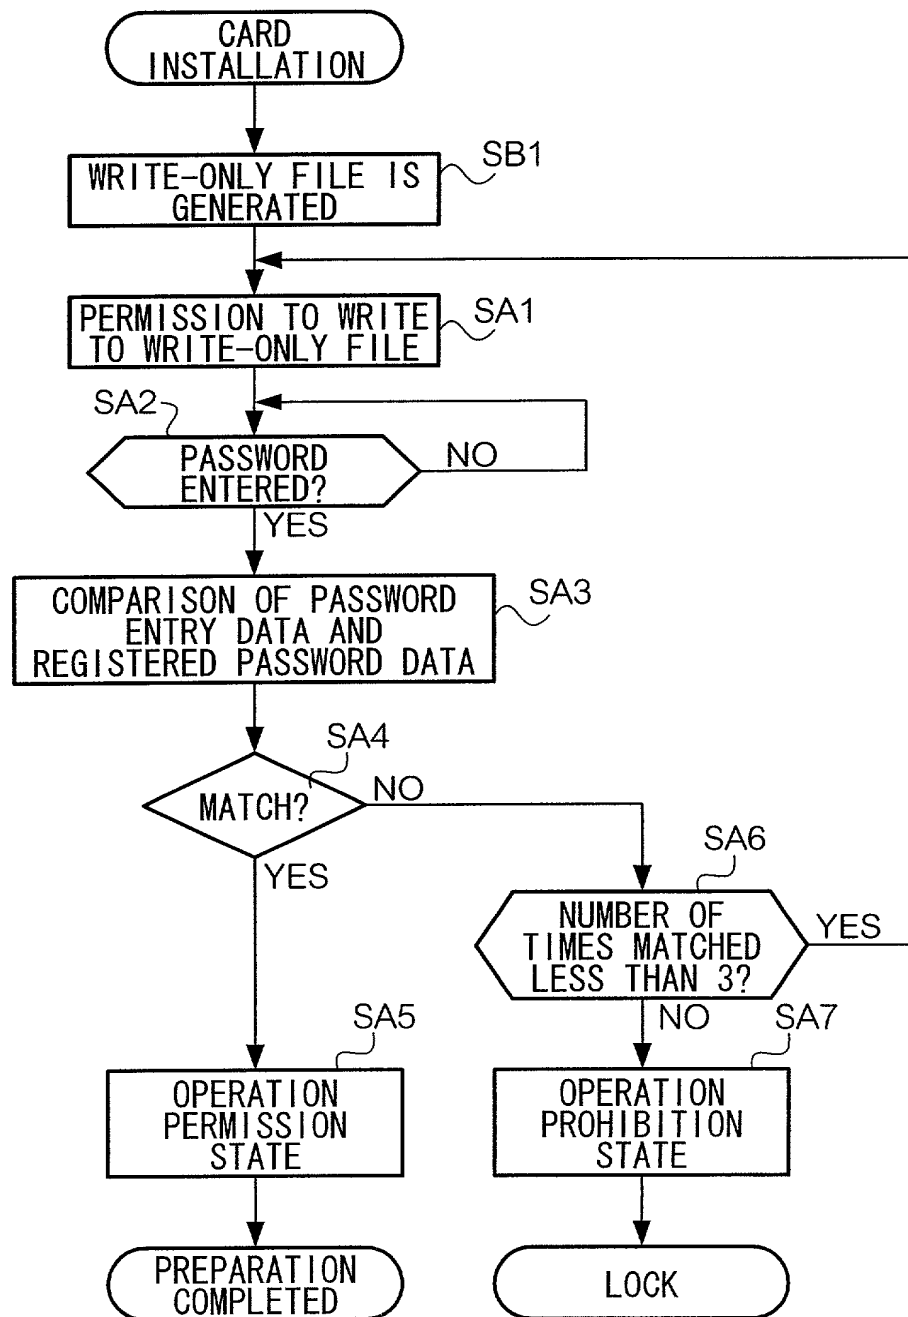 CARD
INSTALLATION
SB1
WRITE-ONLY FILE IS
GENERATED
SA1
PERMISSION TO WRITE
TO WRITE-ONLY FILE
SA2
PASSWORD
ENTERED?
NO
YES
SA3
COMPARISON OF PASSWORD
ENTRY DATA AND
REGISTERED PASSWORD DATA
SA4
MATCH?
NO
YES
SA6
NUMBER OF
TIMES MATCHED
LESS THAN 3?
YES
NO
SA5
OPERATION
PERMISSION
STATE
SA7
OPERATION
PROHIBITION
STATE
PREPARATION
COMPLETED
LOCK